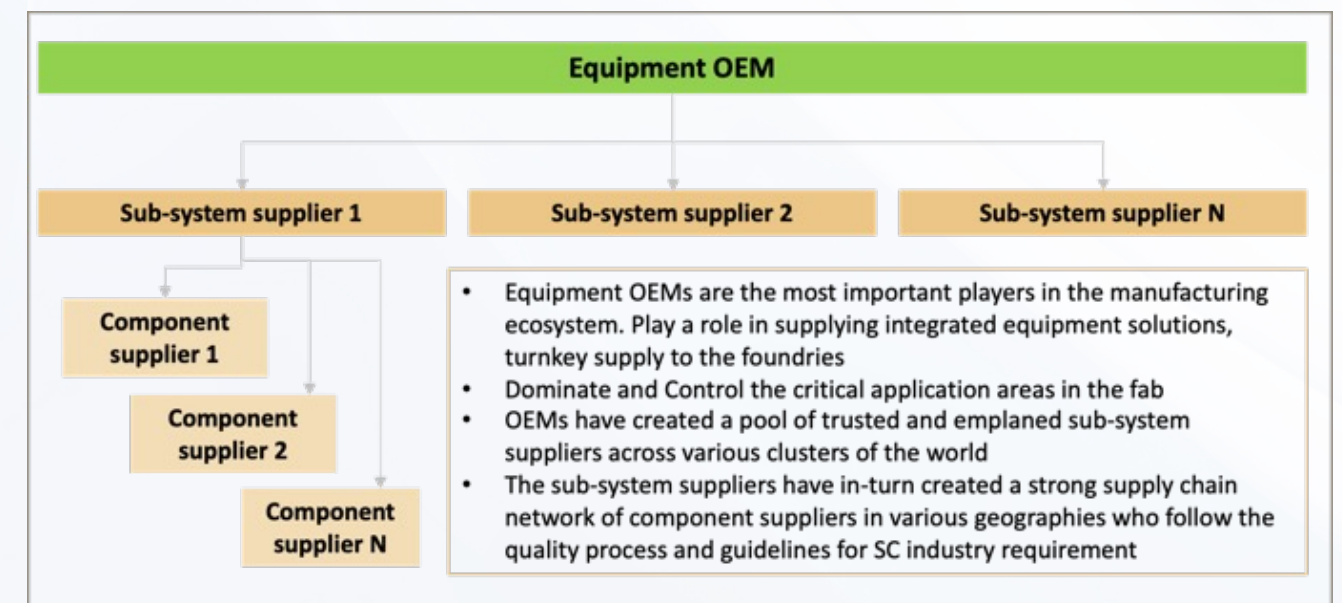 Equipment OEM
Sub-system supplier 1
Sub-system supplier 2
Sub-system supplier N
Component
supplier 1
Component
supplier 2
Component
supplier N
• Equipment OEMs are the most important players in the manufacturing
ecosystem. Play a role in supplying integrated equipment solutions,
turnkey supply to the foundries
• Dominate and Control the critical application areas in the fab
• OEMs have created a pool of trusted and emplaned sub-system
suppliers across various clusters of the world
• The sub-system suppliers have in-turn created a strong supply chain
network of component suppliers in various geographies who follow the
quality process and guidelines for SC industry requirement